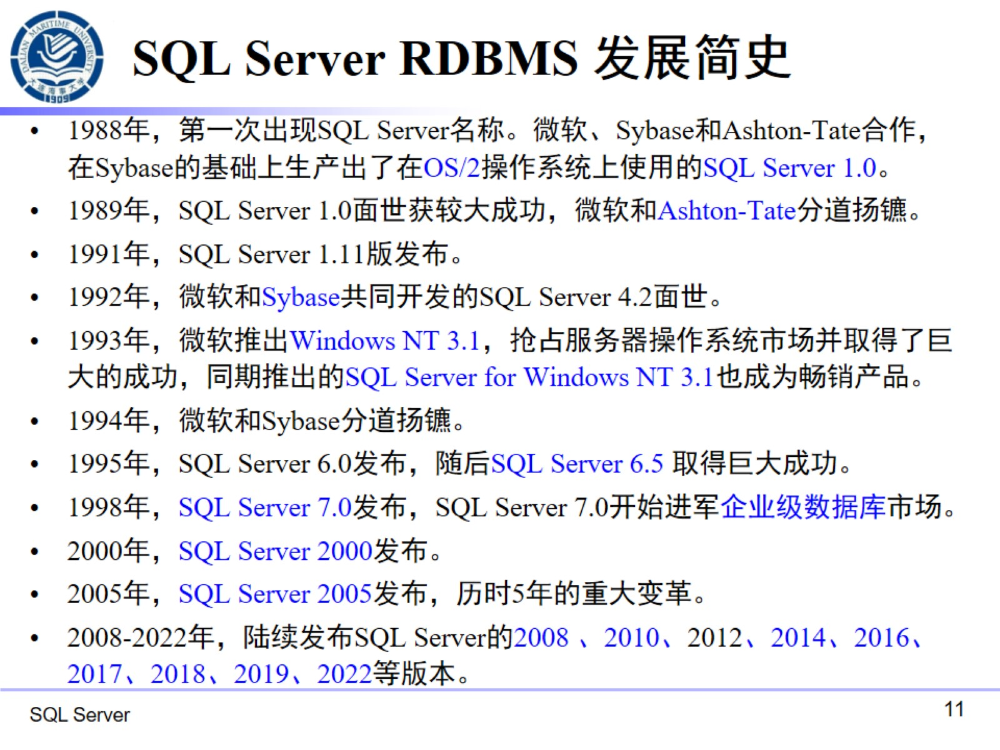 DALIAN MARITIME UNIVERSITY
大连海事大学
1909
SQL Server RDBMS 发展简史
• 1988年，第一次出现SQL Server名称。微软、Sybase和Ashton-Tate合作，
在Sybase的基础上生产出了在OS/2操作系统上使用的SQL Server 1.0。
• 1989年，SQL Server 1.0面世获较大成功，微软和Ashton-Tate分道扬镳。
• 1991年，SQL Server 1.11版发布。
• 1992年，微软和Sybase共同开发的SQL Server 4.2面世。
• 1993年，微软推出Windows NT 3.1，抢占服务器操作系统市场并取得了巨
大的成功，同期推出的SQL Server for Windows NT 3.1也成为畅销产品。
• 1994年，微软和Sybase分道扬镳。
• 1995年，SQL Server 6.0发布，随后SQL Server 6.5 取得巨大成功。
• 1998年，SQL Server 7.0发布，SQL Server 7.0开始进军企业级数据库市场。
• 2000年，SQL Server 2000发布。
• 2005年，SQL Server 2005发布，历时5年的重大变革。
• 2008-2022年，陆续发布SQL Server的2008 、2010、2012、2014、2016、
2017、2018、2019、2022等版本。
SQL Server
11